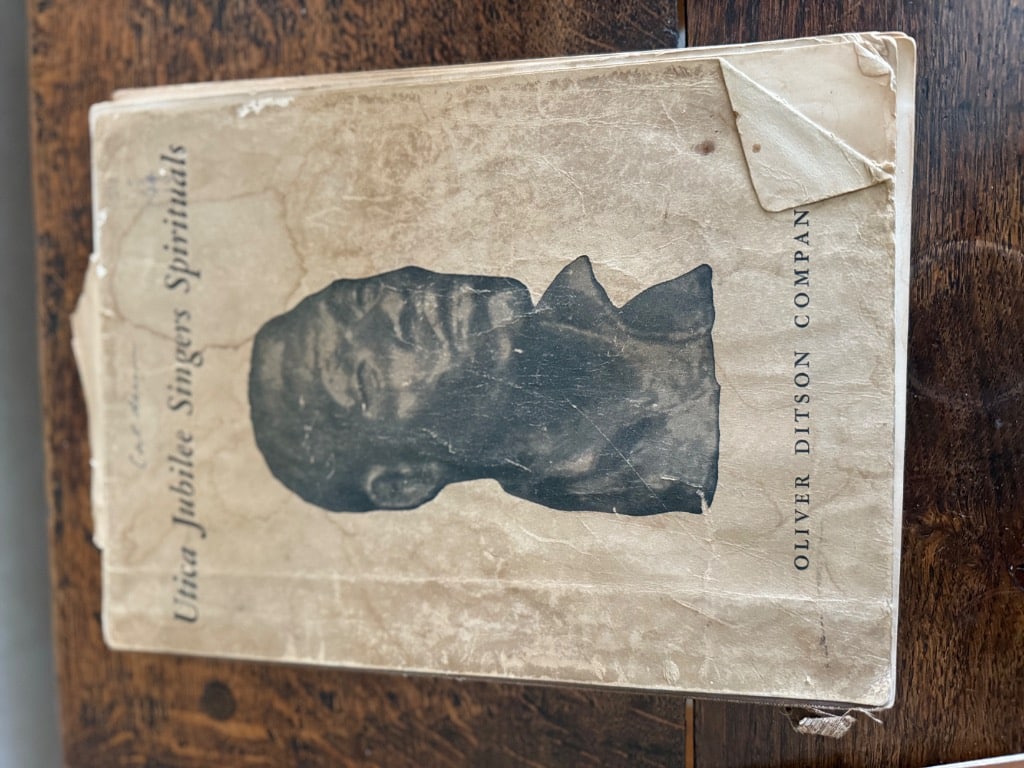 Utica Jubilee Singers Spirituals
OLIVER DITSON COMPAN